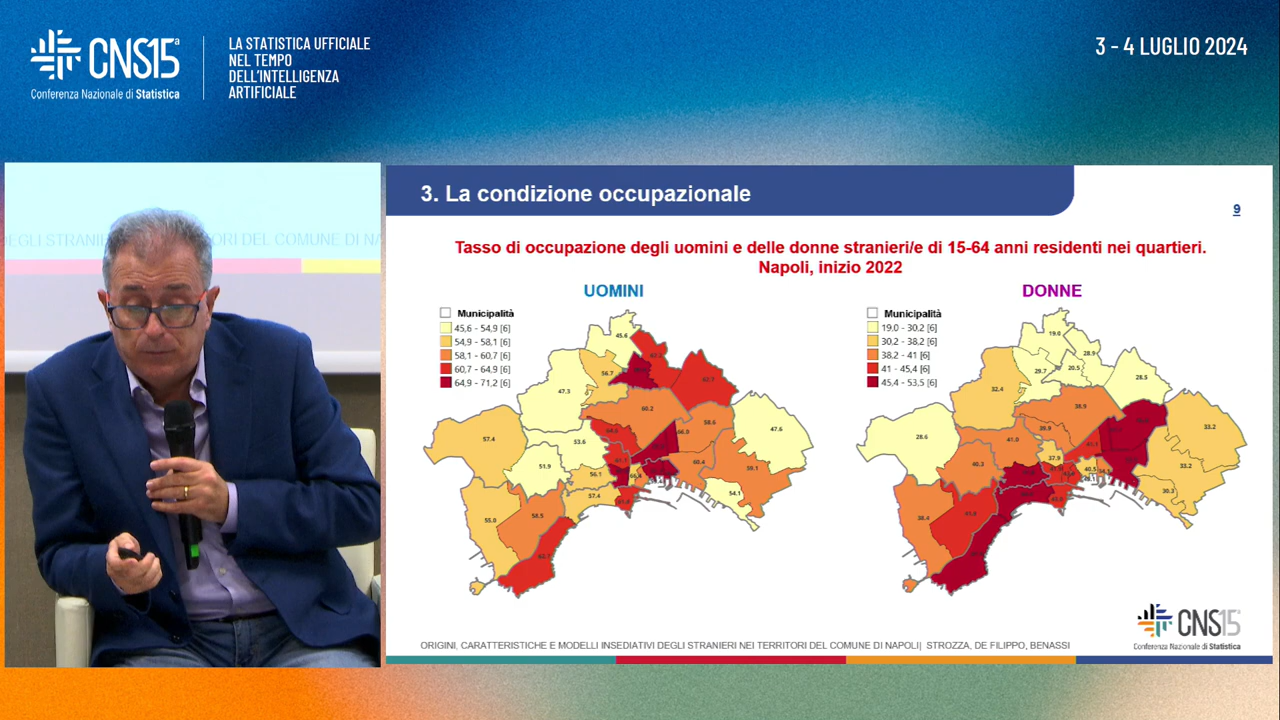 CNS15ª
Conferenza Nazionale di Statistica
LA STATISTICA UFFICIALE
NEL TEMPO
DELL'INTELLIGENZA
ARTIFICIALE
3 - 4 LUGLIO 2024
DEL COMUNE DI
3. La condizione occupazionale
9
Tasso di occupazione degli uomini e delle donne stranieri/e di 15-64 anni residenti nei quartieri.
Napoli, inizio 2022
UOMINI
Municipalità
45,6 - 54,9 [6]
54,9 - 58,1 [6]
58,1 - 60,7 [6]
60,7 - 64,9 [6]
64,9 - 71,2 [6]
45.6
56.7
47.3
60.2
58.6
47.6
57.4
53.6
51.9
60.4
59.1
56.1
57.4
54.1
55.0
58.5
DONNE
Municipalità
19.0 - 30.2 [6]
30.2 - 38.2 [6]
38.2 - 41 [6]
41 - 45,4 [6]
45.4 - 53.5 [6]
19.0
28.9
29.7
20.5
28.5
32.4
38.9
33.2
28.6
41.0
37.9
40.3
33.2
30.3
38.4
ORIGINI, CARATTERISTICHE E MODELLI INSEDIATIVI DEGLI STRANIERI NEI TERRITORI DEL COMUNE DI NAPOLI| STROZZA, DE FILIPPO, BENASSI
CNS15
Conferenza Nazionale di Statistica